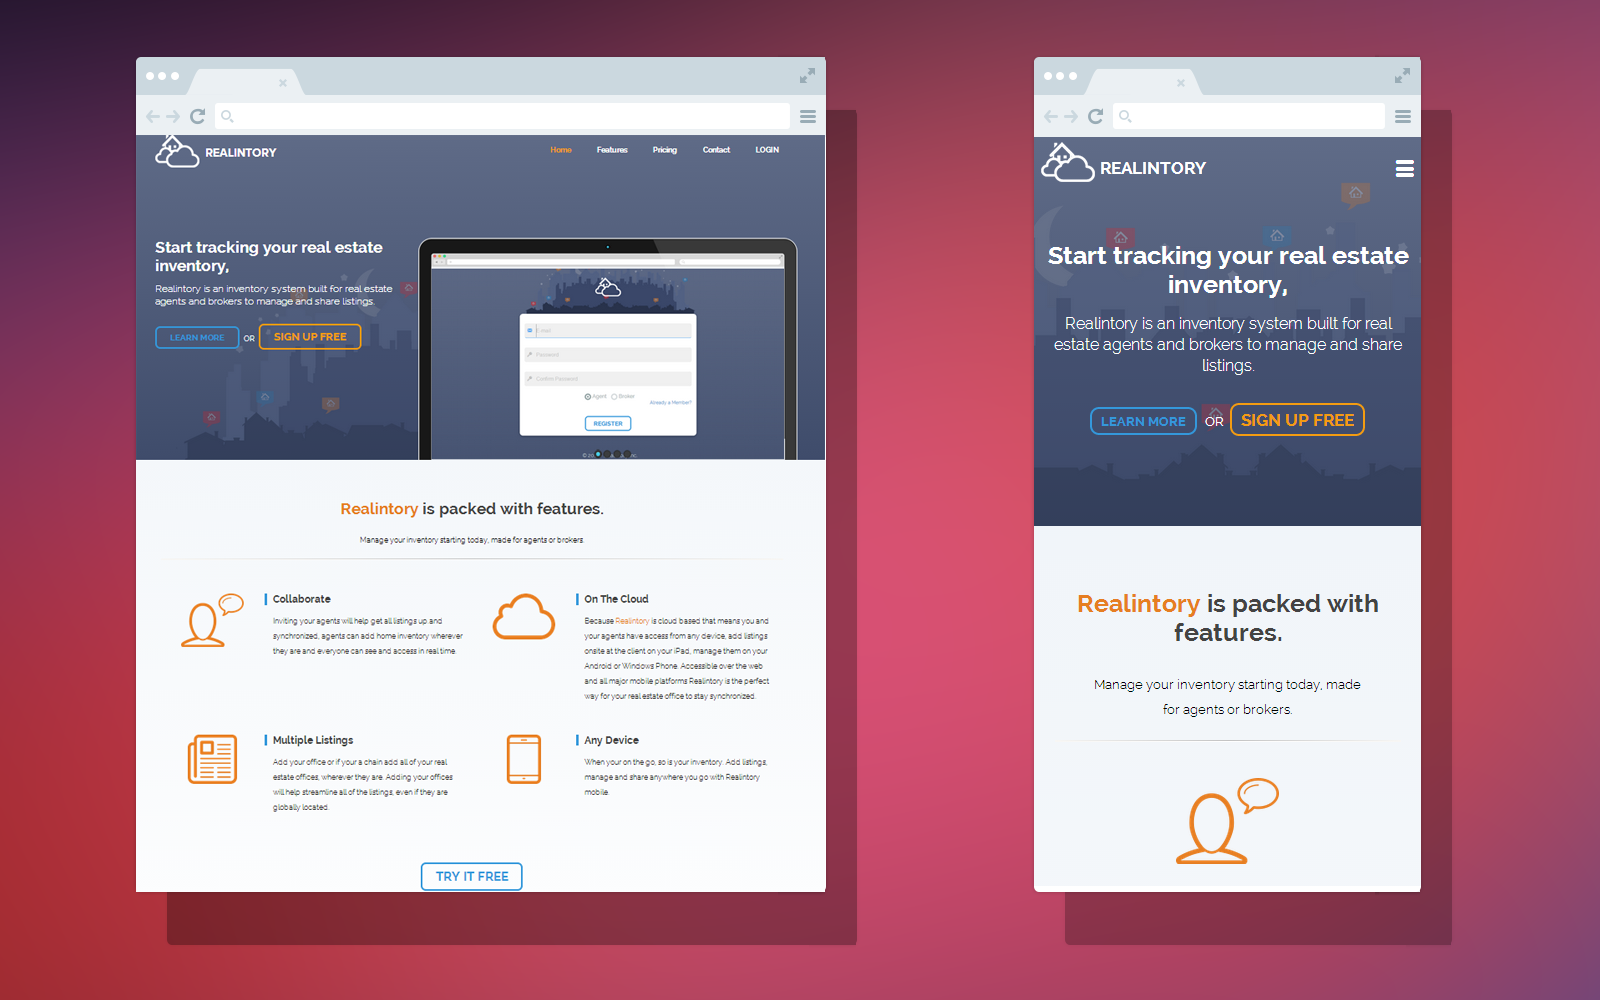 REALINTORY
Home Features Pricing Contact LOGIN
Start tracking your real estate
inventory,
Realintory is an inventory system built for real estate
agents and brokers to manage and share listings.
LEARN MORE OR SIGN UP FREE
Password
Confirm Password
Agent Broker
Already a Member?
REGISTER
Realintory is packed with features.
Manage your inventory starting today, made for agents or brokers.
Collaborate
Inviting your agents will help get all listings up and
synchronized, agents can add home inventory wherever
they are and everyone can see and access in real time.
On The Cloud
Because Realintory is cloud based that means you and
your agents have access from any device, add listings
onsite at the client on your iPad, manage them on your
Android or Windows Phone. Accessible over the web
and all major mobile platforms Realintory is the perfect
way for your real estate office to stay synchronized.
Multiple Listings
Add your office or if your a chain add all of your real
estate offices, wherever they are. Adding your offices
will help streamline all of the listings, even if they are
globally located.
Any Device
When your on the go, so is your inventory. Add listings,
manage and share anywhere you go with Realintory
mobile.
TRY IT FREE
REALINTORY
Start tracking your real estate
inventory,
Realintory is an inventory system built for real
estate agents and brokers to manage and share
listings.
LEARN MORE OR SIGN UP FREE
Realintory is packed with
features.
Manage your inventory starting today, made
for agents or brokers.